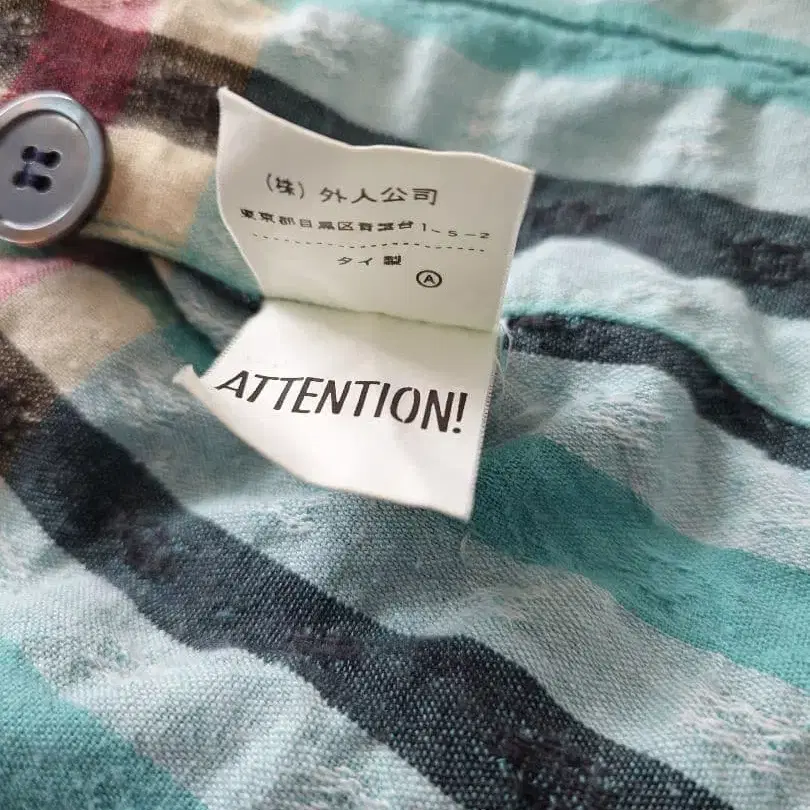 (株) 外人公司
東京都目黒区青葉台1-5-2
タイ製
Ⓐ
ATTENTION!